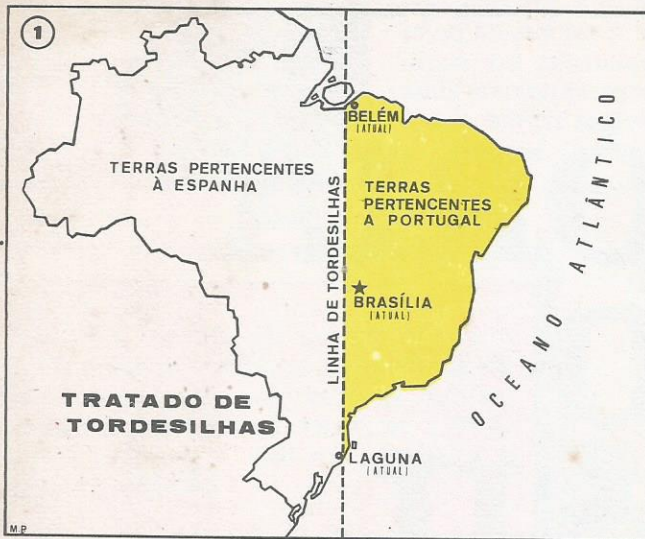 1
BELÉM
(ATUAL)
TERRAS PERTENCENTES
À ESPANHA
LINHA DE TORDESILHAS
TERRAS
PERTENCENTES
A PORTUGAL
OCEANO ATLÂNTICO
BRASÍLIA
(ATUAL)
TRATADO DE
TORDESILHAS
LAGUNA
(ATUAL)
MP